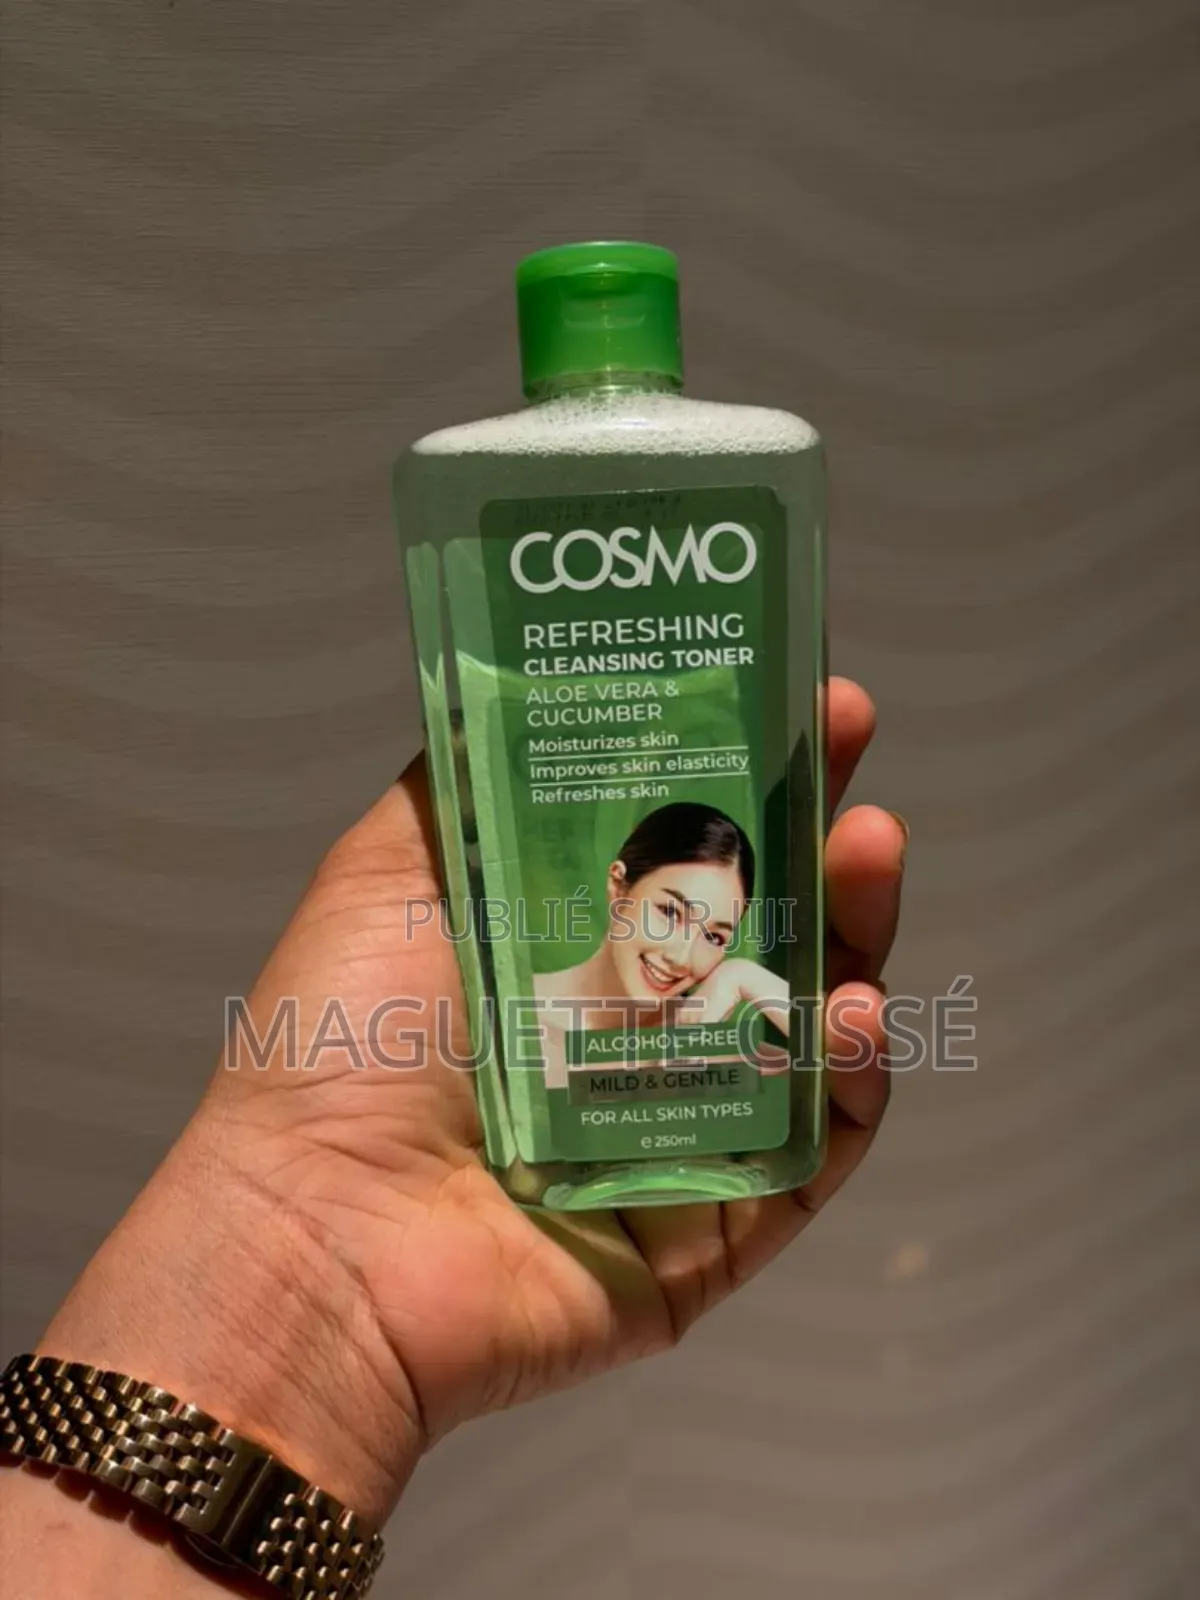 COSMO
REFRESHING
CLEANSING TONER
ALOE VERA &
CUCUMBER
Moisturizes skin
Improves skin elasticity
Refreshes skin
PUBLIÉ SUR JIJI
MAGUETTE CISSÉ
ALCOHOL FREE
MILD & GENTLE
FOR ALL SKIN TYPES
e 250ml